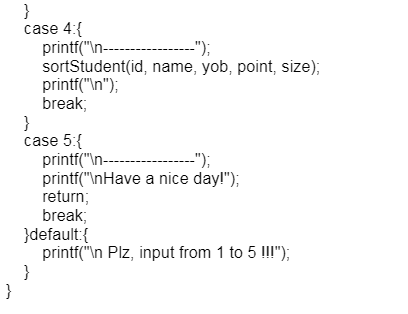 }
case 4:{
printf("\n------------------");
sortStudent(id, name, yob, point, size);
printf("\n");
break;
}
case 5:{
printf("\n------------------");
printf("\nHave a nice day!");
return;
break;
}default:{
printf("\n Plz, input from 1 to 5 !!!");
}
}